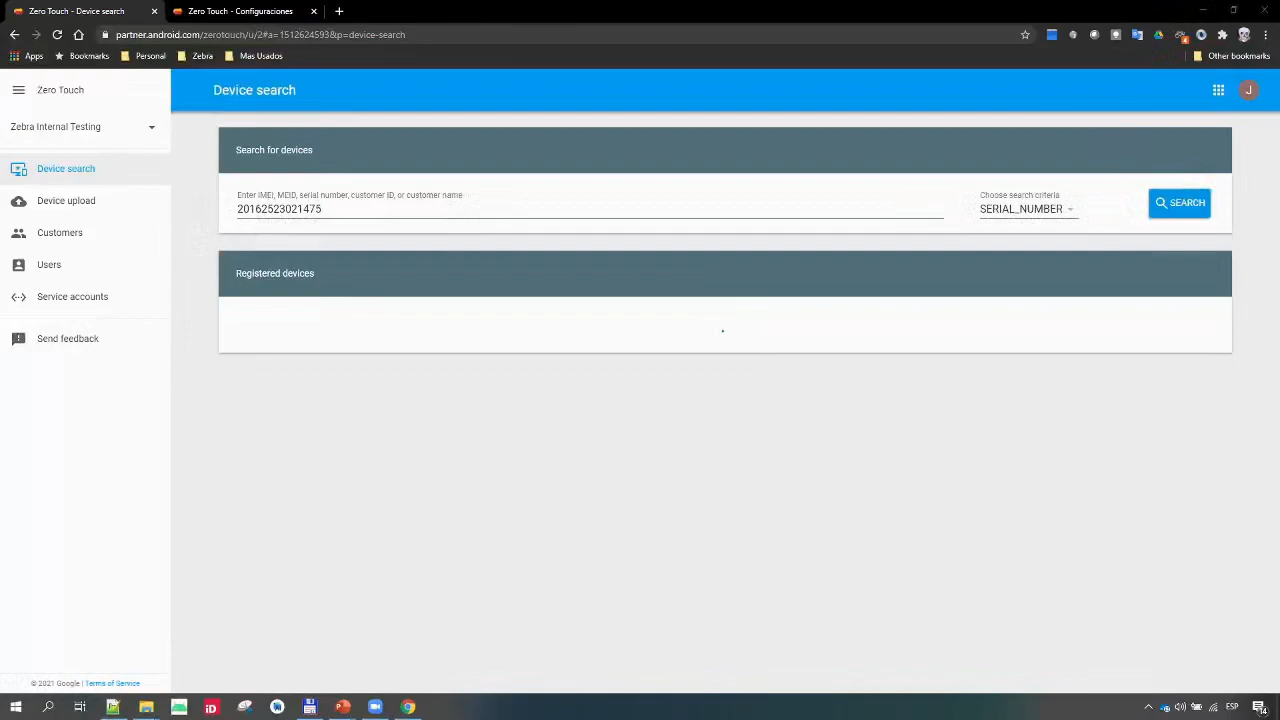 Zero Touch - Device search
Zero Touch - Configuraciones
partner.android.com/zerotouch/u/2#a=1512624593&p=device-search
Apps
Bookmarks
Personal
Zebra
Mas Usados
Other bookmarks
Zero Touch
Device search
J
Zebra Internal Testing
Device search
Device upload
Customers
Users
Service accounts
Send feedback
Search for devices
Enter IMEI, MEID, serial number, customer ID, or customer name
20162523021475
Choose search criteria
SERIAL_NUMBER
SEARCH
Registered devices
© 2021 Google | Terms of Service
iD
ESP